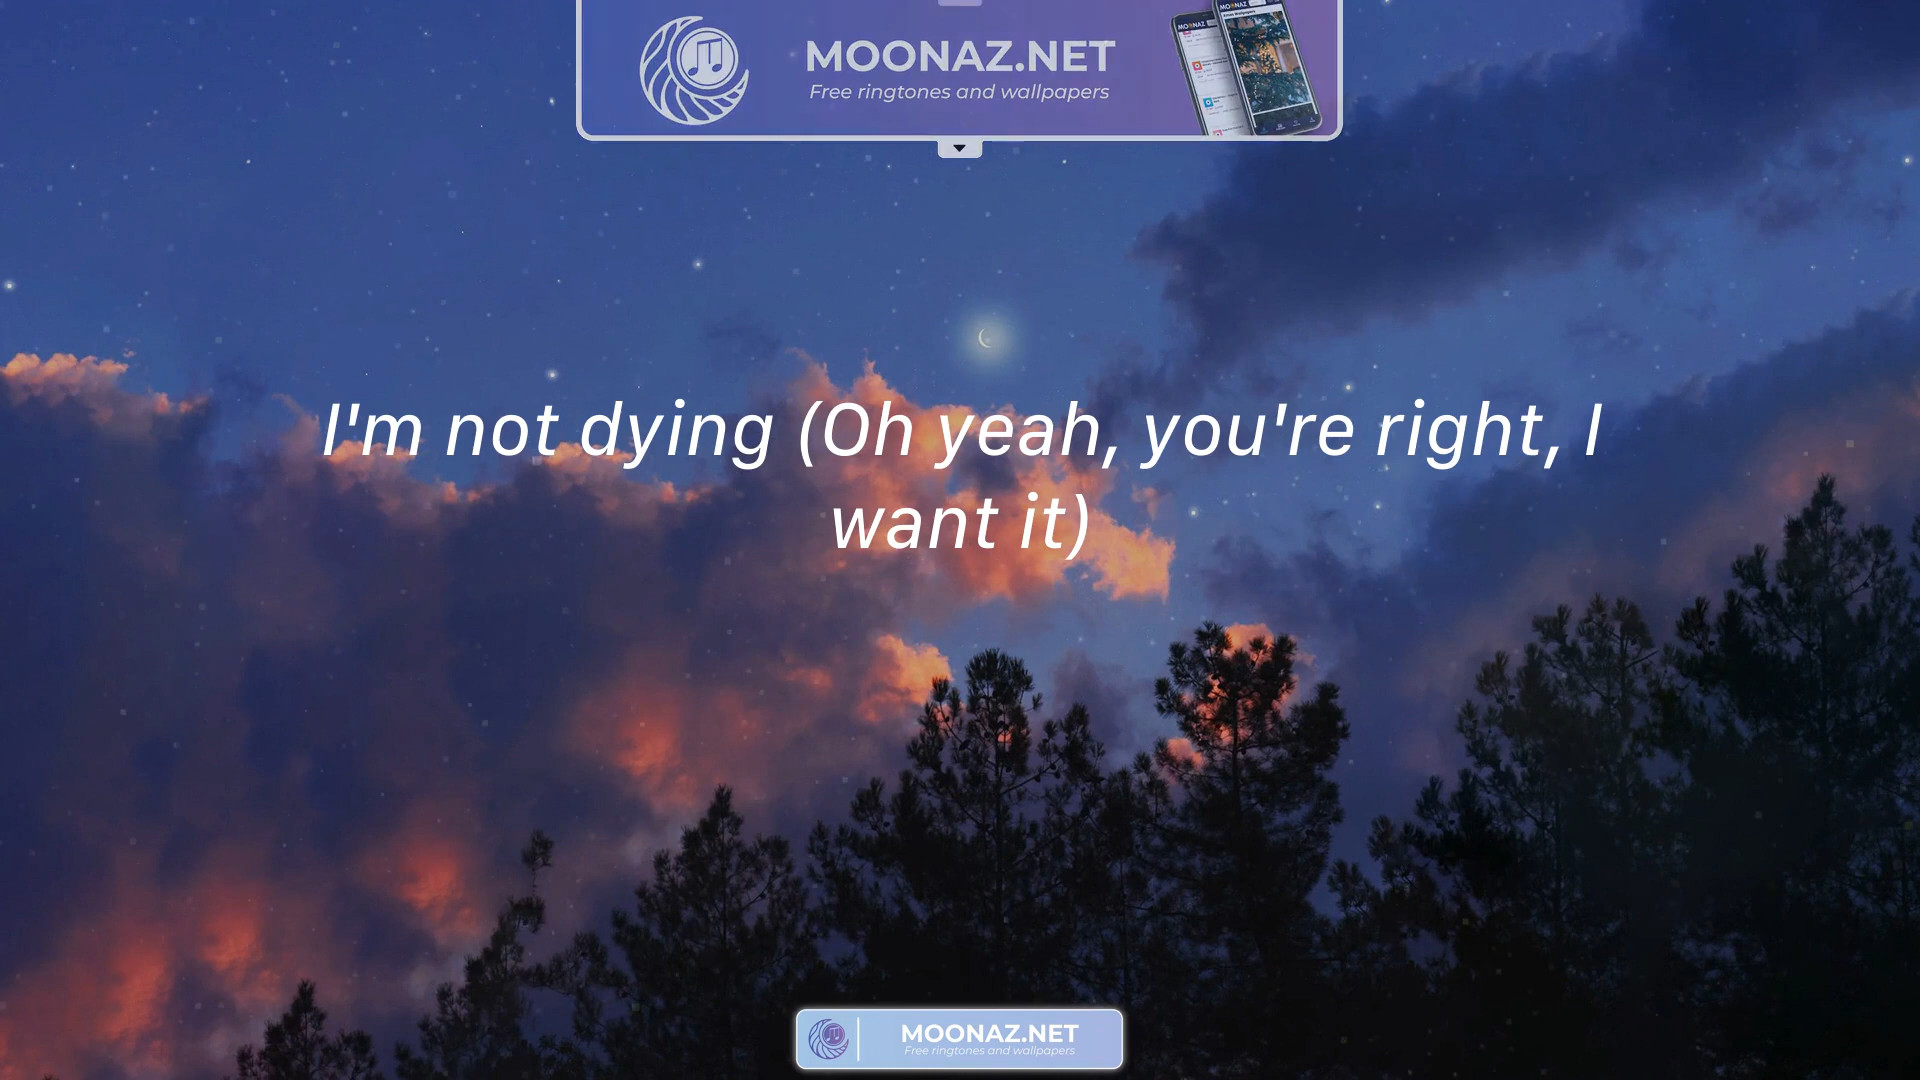 MOONAZ.NET
Free ringtones and wallpapers
I'm not dying (Oh yeah, you're right, I
want it)
MOONAZ.NET
Free ringtones and wallpapers